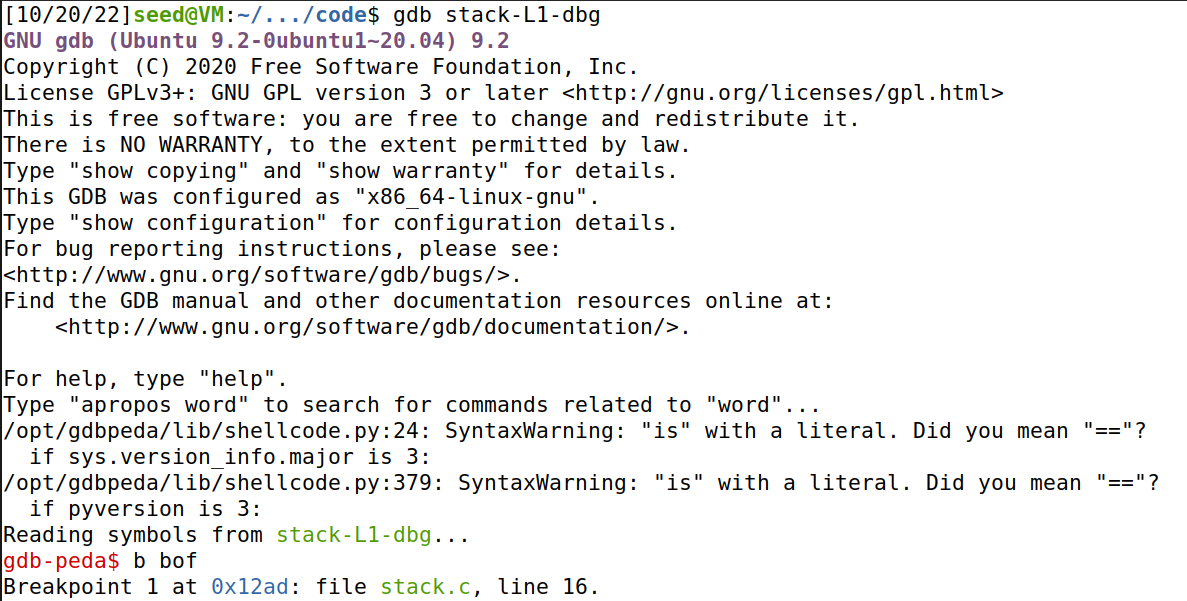 [10/20/22]seed@VM:~/.../code$ gdb stack-L1-dbg
GNU gdb (Ubuntu 9.2-0ubuntu1~20.04) 9.2
Copyright (C) 2020 Free Software Foundation, Inc.
License GPLv3+: GNU GPL version 3 or later <http://gnu.org/licenses/gpl.html>
This is free software: you are free to change and redistribute it.
There is NO WARRANTY, to the extent permitted by law.
Type "show copying" and "show warranty" for details.
This GDB was configured as "x86_64-linux-gnu".
Type "show configuration" for configuration details.
For bug reporting instructions, please see:
<http://www.gnu.org/software/gdb/bugs/>.
Find the GDB manual and other documentation resources online at:
    <http://www.gnu.org/software/gdb/documentation/>.

For help, type "help".
Type "apropos word" to search for commands related to "word"...
/opt/gdbpeda/lib/shellcode.py:24: SyntaxWarning: "is" with a literal. Did you mean "=="?
  if sys.version_info.major is 3:
/opt/gdbpeda/lib/shellcode.py:379: SyntaxWarning: "is" with a literal. Did you mean "=="?
  if pyversion is 3:
Reading symbols from stack-L1-dbg...
gdb-peda$ b bof
Breakpoint 1 at 0x12ad: file stack.c, line 16.